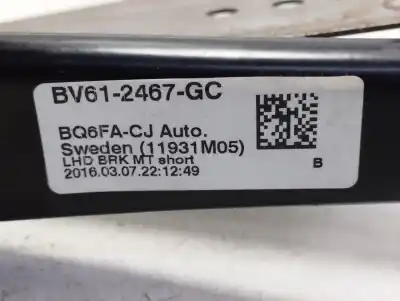 BV61-2467-GC
BQ6FA-CJ Auto.
Sweden (11931M05)
LHD BRK MT short
2016.03.07.22:12:49
B